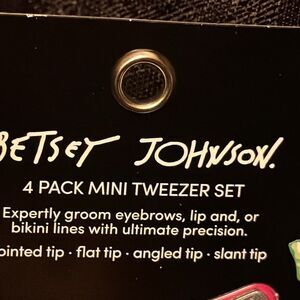 BETSEY JOHNSON.
4 PACK MINI TWEEZER SET
Expertly groom eyebrows, lip and, or
bikini lines with ultimate precision.
ointed tip · flat tip · angled tip · slant tip